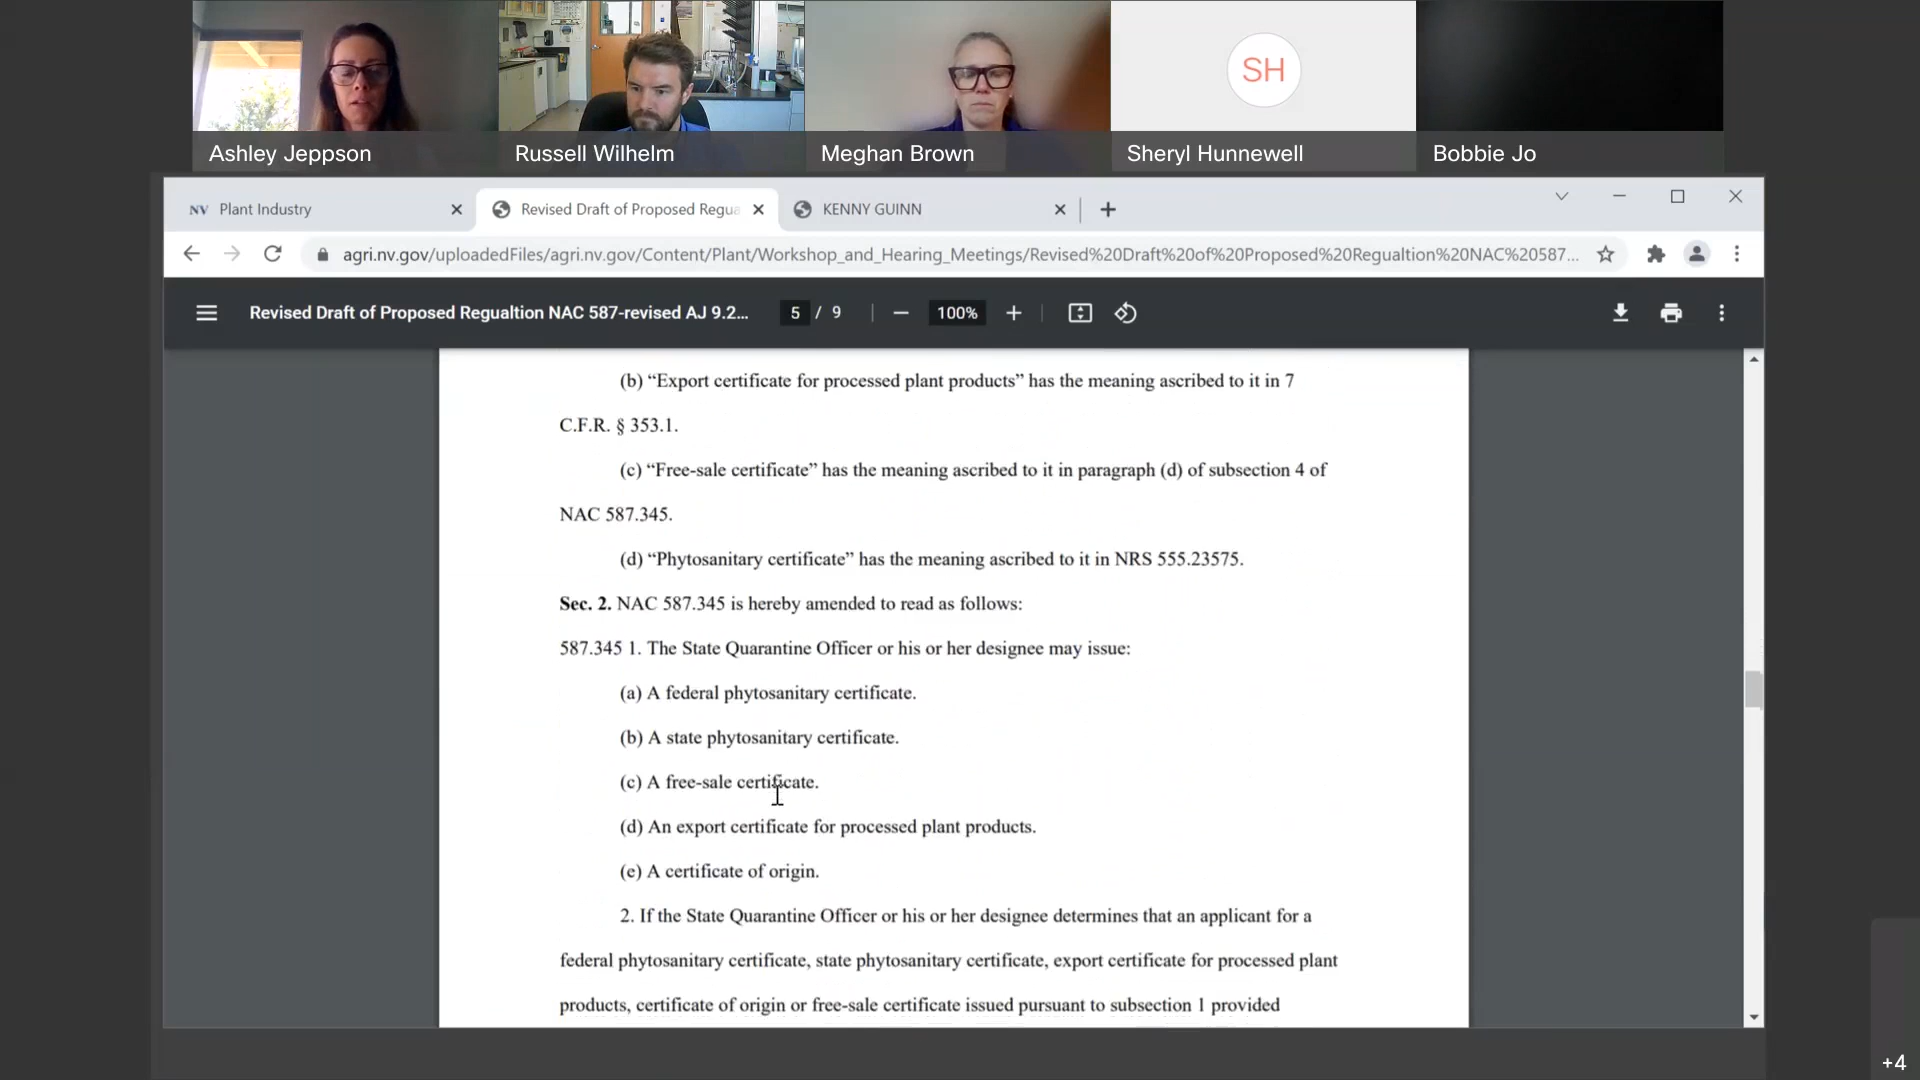 SH
Ashley Jeppson
Russell Wilhelm
Meghan Brown
Sheryl Hunnewell
Bobbie Jo
NV Plant Industry
Revised Draft of Proposed Regua
KENNY GUINN
agri.nv.gov/uploadedFiles/agri.nv.gov/Content/Plant/Workshop_and_Hearing_Meetings/Revised%20Draft%20of%20Proposed%20Regualtion%20NAC%20587...
Revised Draft of Proposed Regualtion NAC 587-revised AJ 9.2...
5 / 9
100%
(b) “Export certificate for processed plant products” has the meaning ascribed to it in 7
C.F.R. § 353.1.
(c) “Free-sale certificate” has the meaning ascribed to it in paragraph (d) of subsection 4 of
NAC 587.345.
(d) “Phytosanitary certificate” has the meaning ascribed to it in NRS 555.23575.
Sec. 2. NAC 587.345 is hereby amended to read as follows:
587.345 1. The State Quarantine Officer or his or her designee may issue:
(a) A federal phytosanitary certificate.
(b) A state phytosanitary certificate.
(c) A free-sale certificate.
(d) An export certificate for processed plant products.
(e) A certificate of origin.
2. If the State Quarantine Officer or his or her designee determines that an applicant for a
federal phytosanitary certificate, state phytosanitary certificate, export certificate for processed plant
products, certificate of origin or free-sale certificate issued pursuant to subsection 1 provided
+4